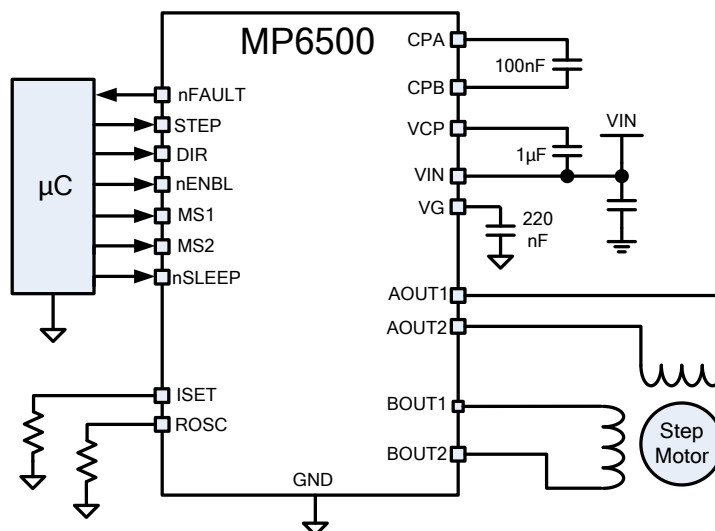 MP6500
µC
nFAULT
STEP
DIR
nENBL
MS1
MS2
nSLEEP
ISET
ROSC
GND
CPA
CPB
VCP
VIN
VG
AOUT1
AOUT2
BOUT1
BOUT2
100nF
1µF
VIN
220
nF
Step
Motor